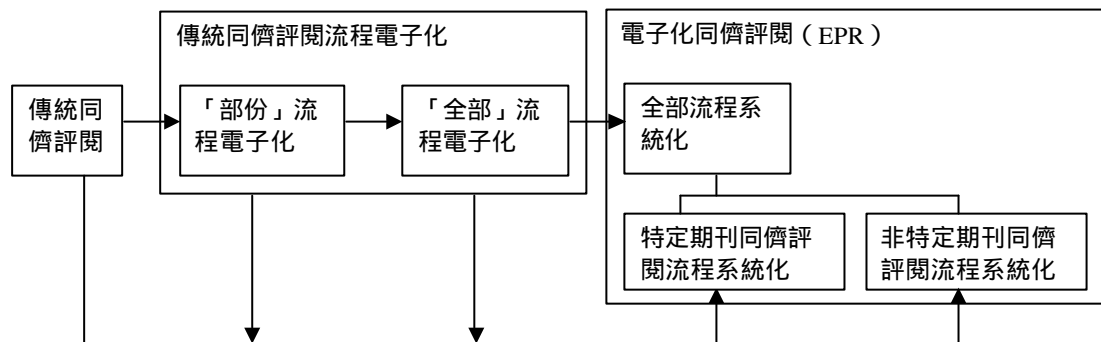 傳統同儕評閱流程電子化
電子化同儕評閱（EPR）
傳統同
儕評閱
「部份」流
程電子化
「全部」流
程電子化
全部流程系
統化
特定期刊同儕評
閱流程系統化
非特定期刊同儕
評閱流程系統化